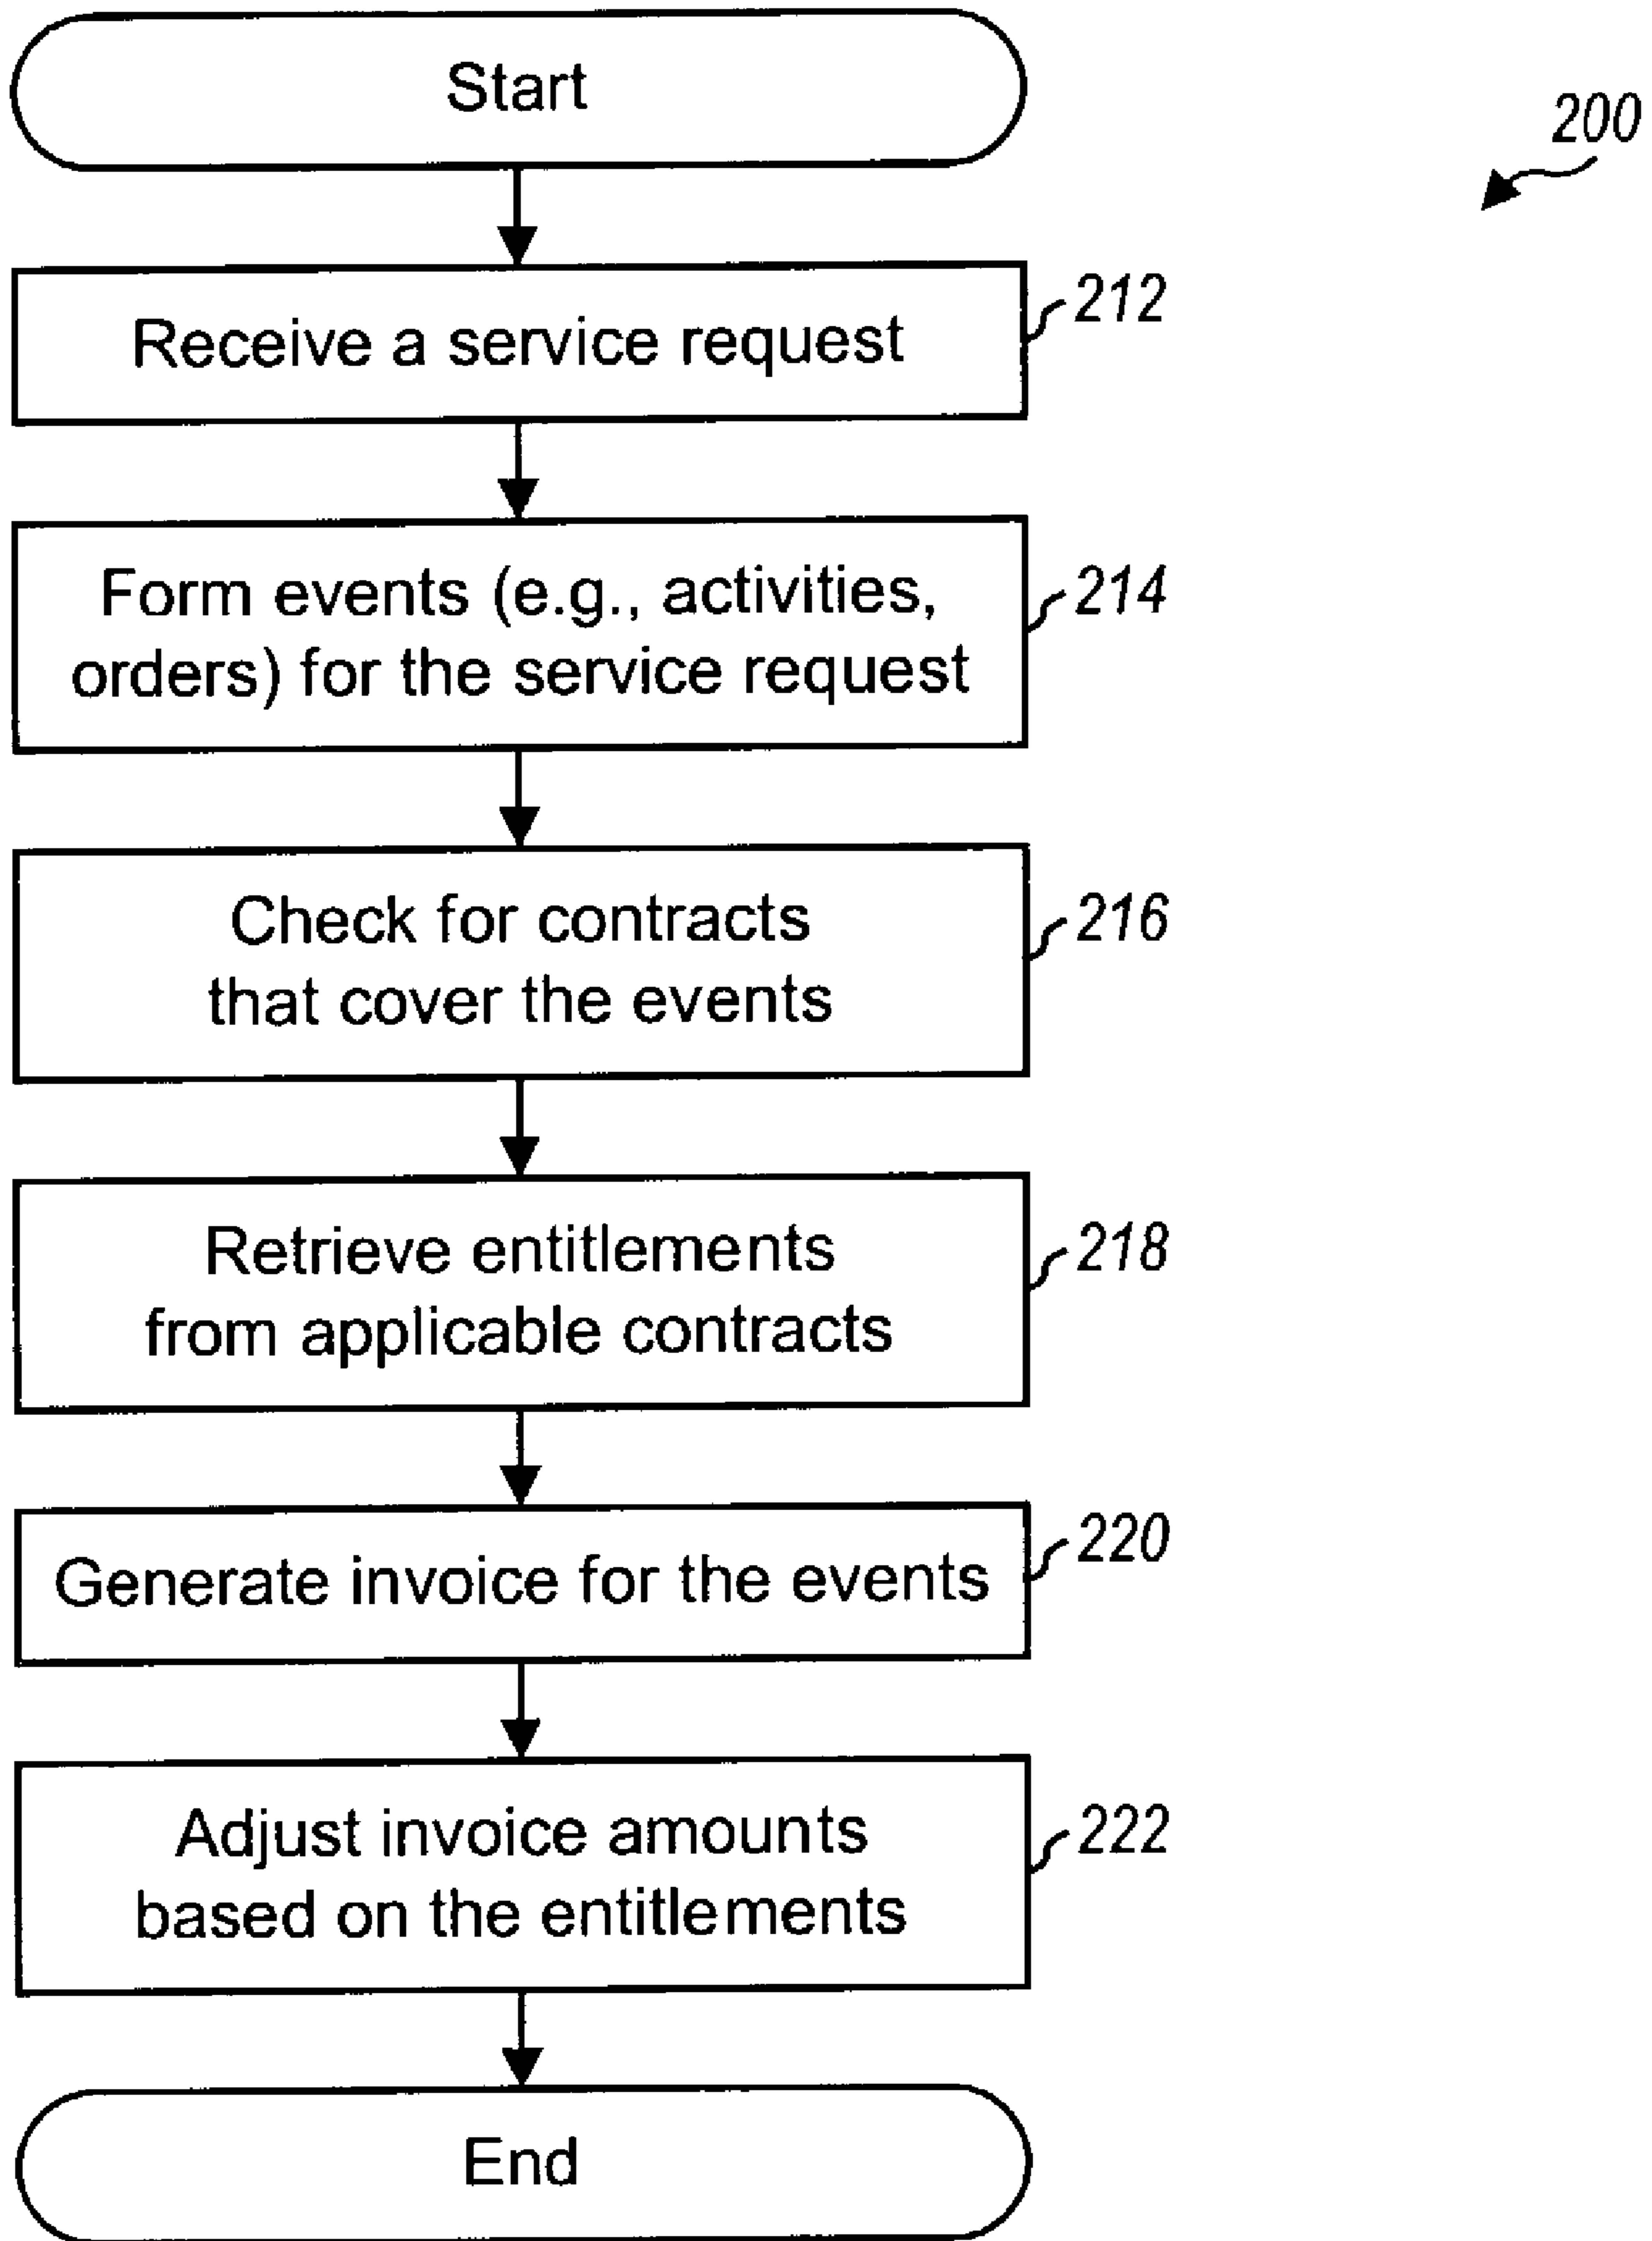 Start
200
Receive a service request
212
Form events (e.g., activities,
orders) for the service request
214
Check for contracts
that cover the events
216
Retrieve entitlements
from applicable contracts
218
Generate invoice for the events
220
Adjust invoice amounts
based on the entitlements
222
End